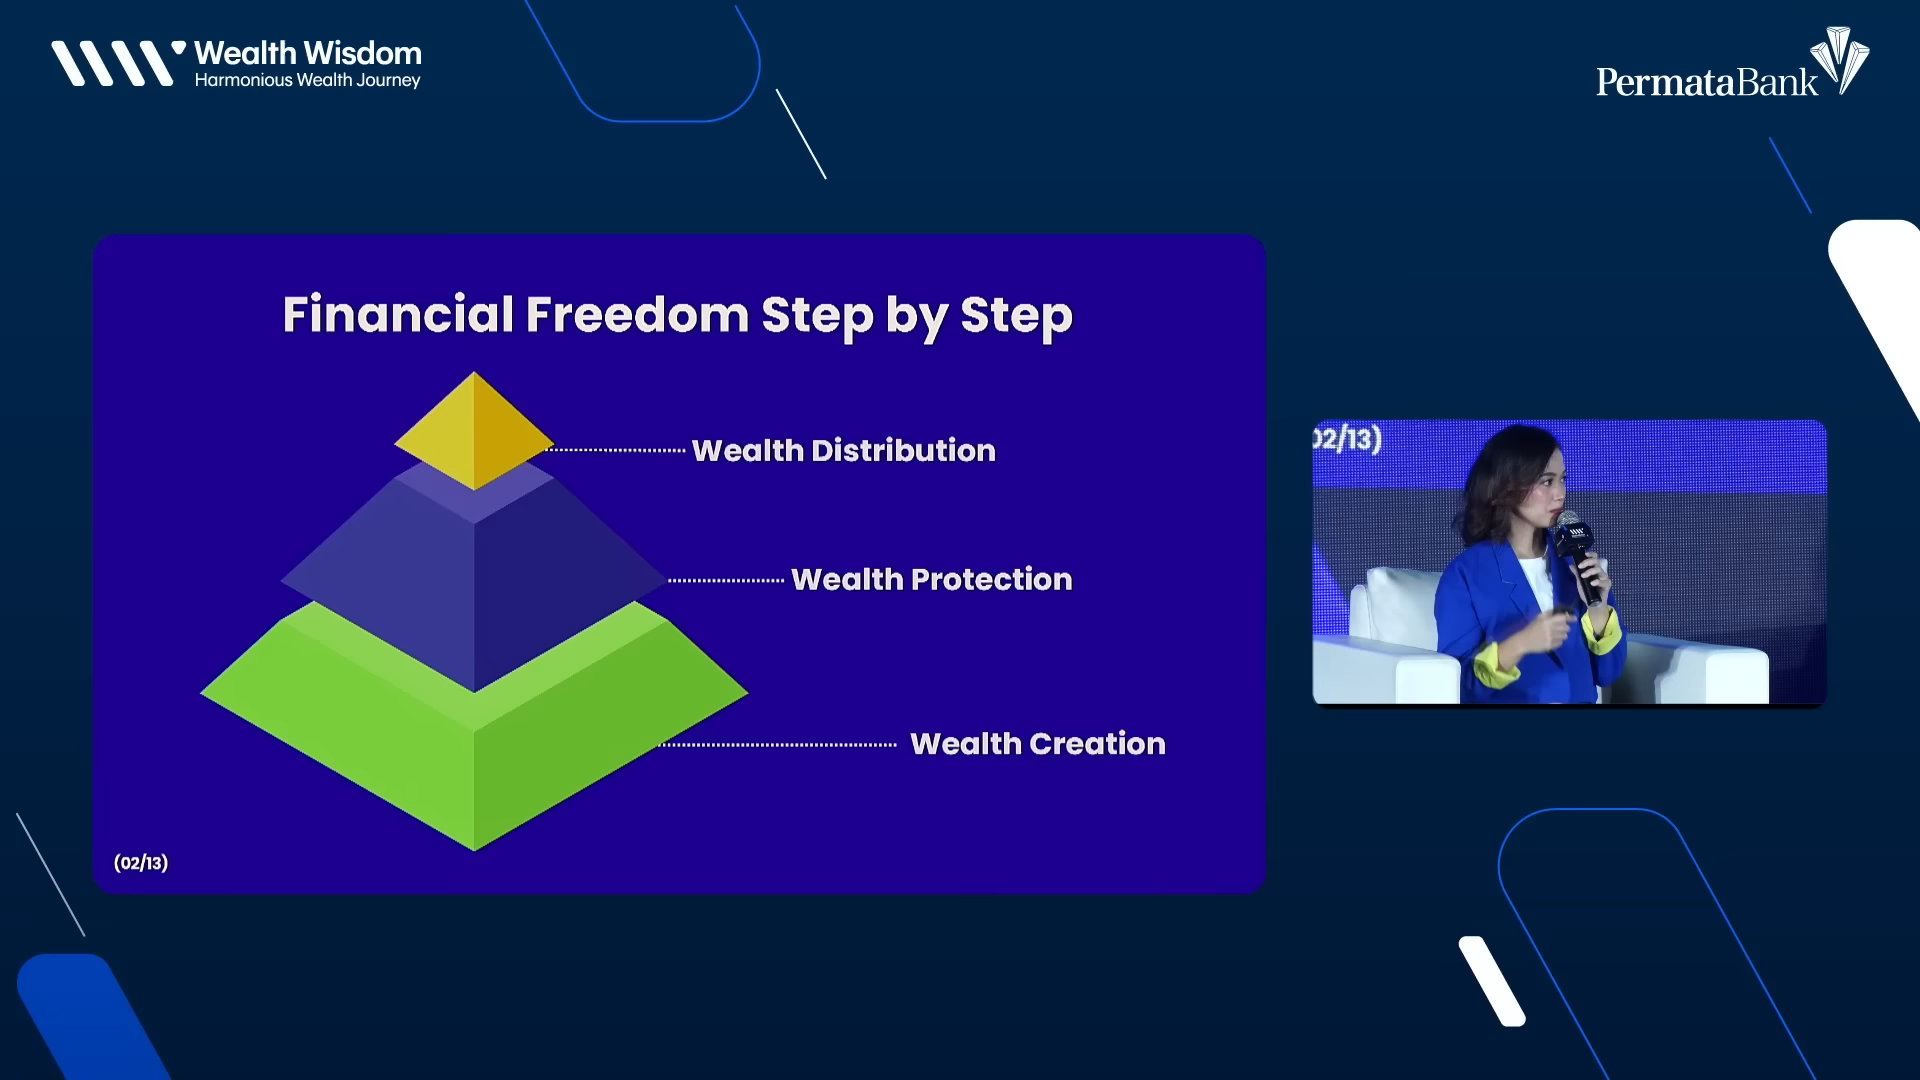 Wealth Wisdom
Harmonious Wealth Journey
PermataBank
Financial Freedom Step by Step
Wealth Distribution
Wealth Protection
Wealth Creation
(02/13)
02/13)